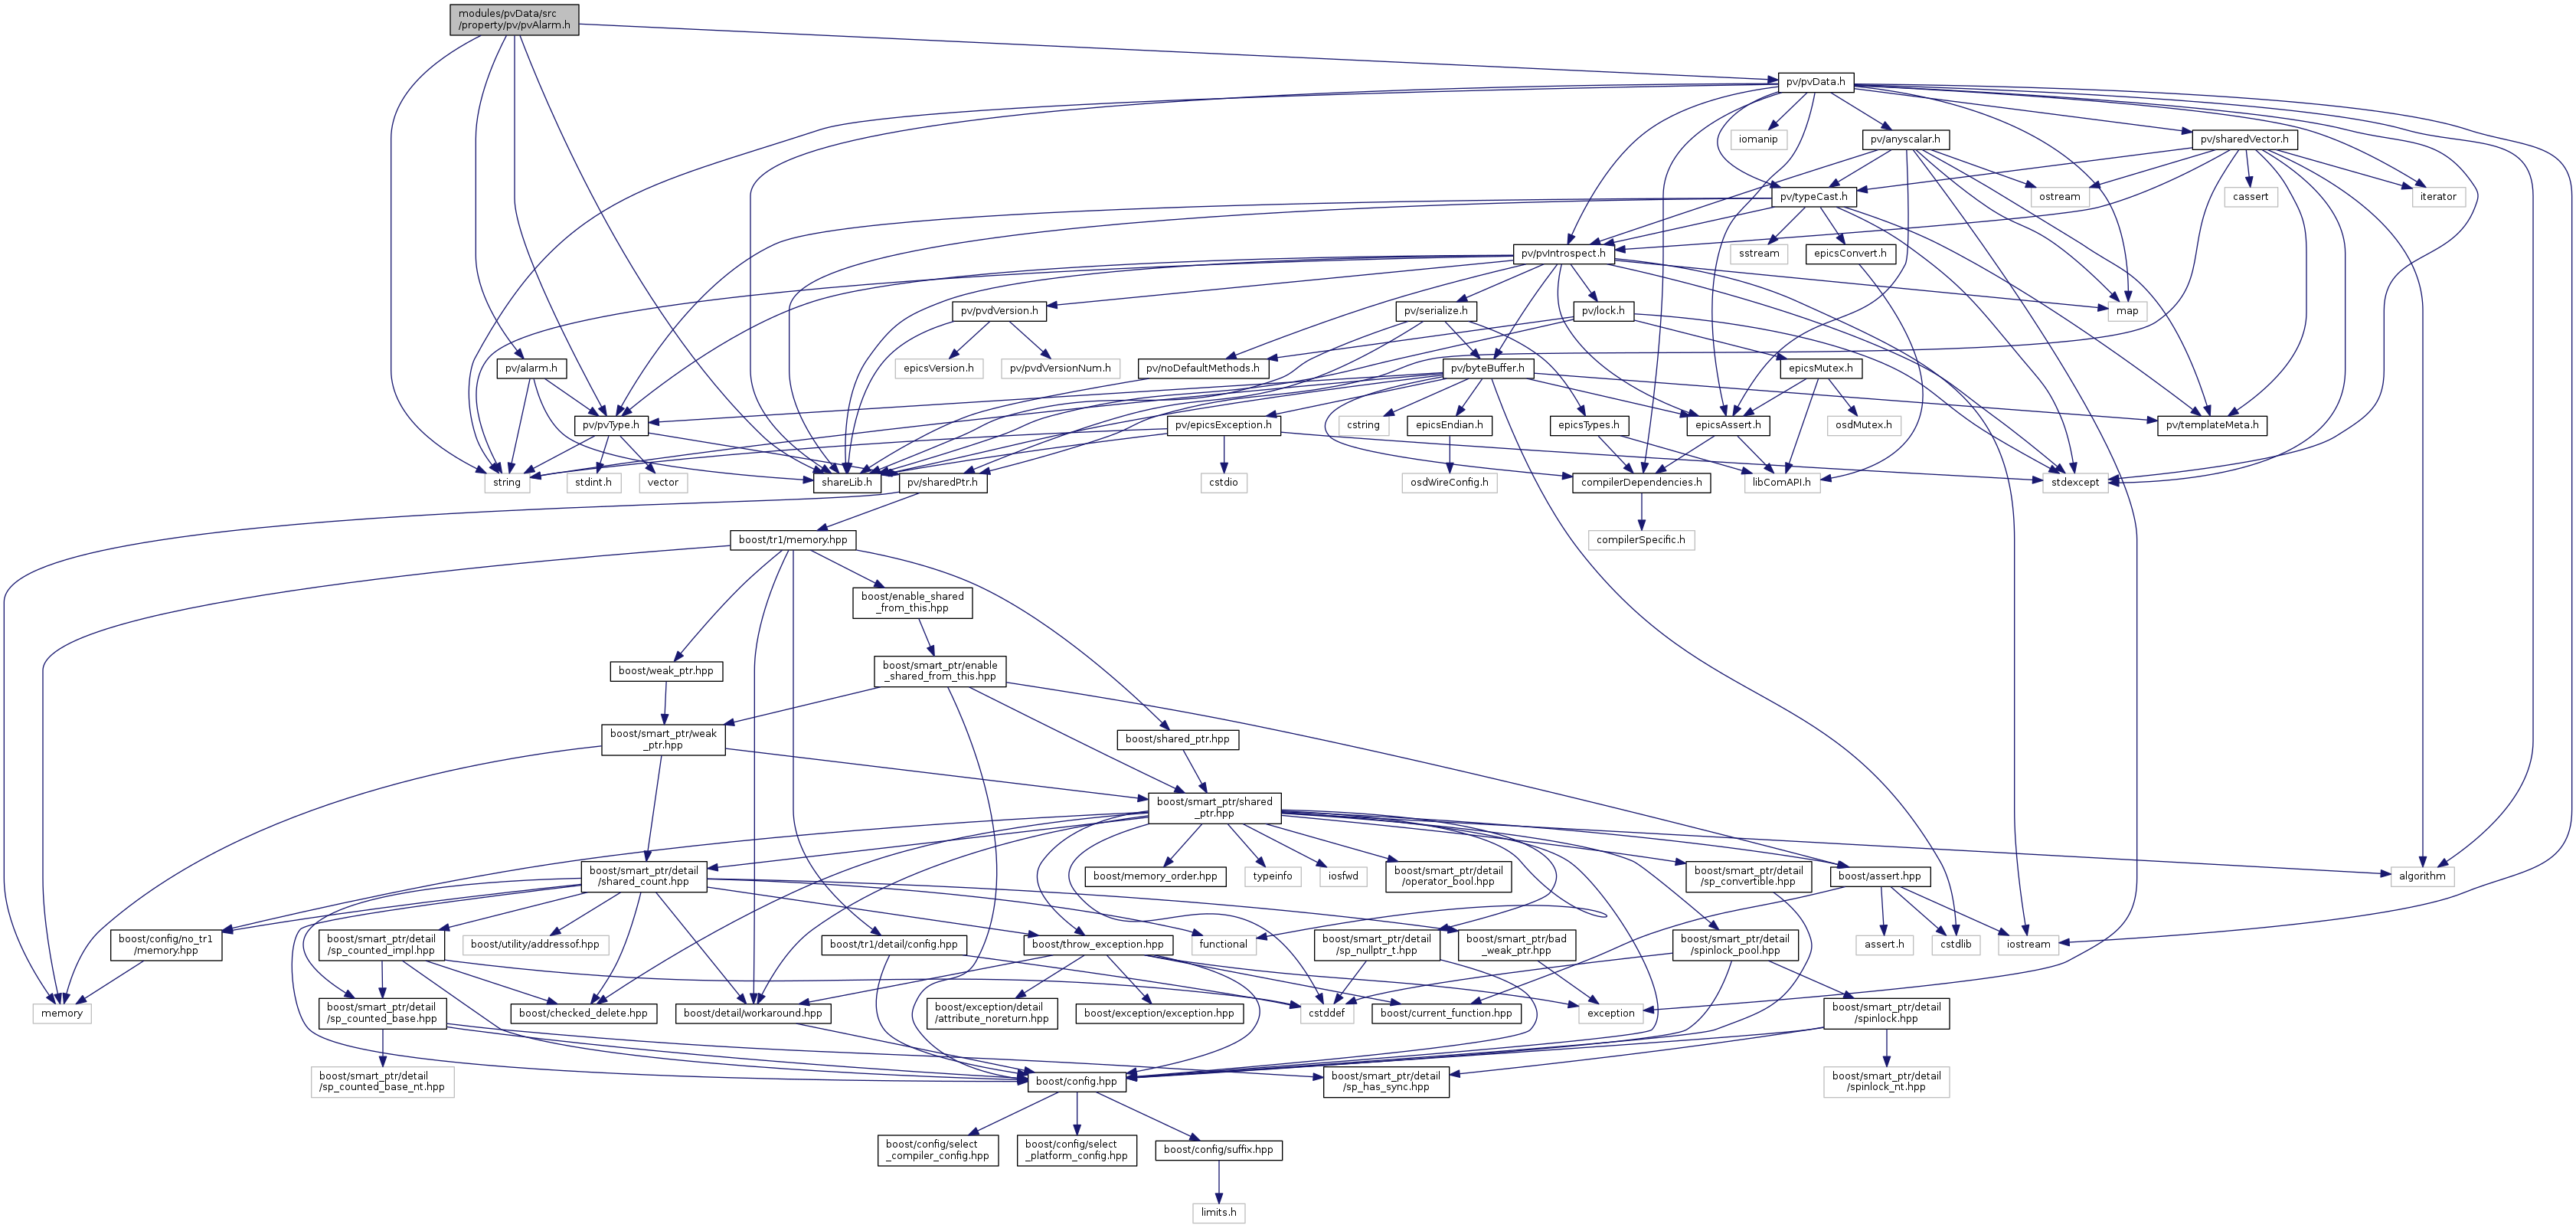 modules/pvData/src
/property/pv/pvAlarm.h
pv/pvData.h
iomanip
pv/anyscalar.h
pv/sharedVector.h
pv/typeCast.h
ostream
cassert
iterator
pv/pvIntrospect.h
sstream
epicsConvert.h
pv/pvdVersion.h
pv/serialize.h
pv/lock.h
map
pv/alarm.h
epicsVersion.h
pv/pvdVersionNum.h
pv/noDefaultMethods.h
pv/byteBuffer.h
epicsMutex.h
pv/pvType.h
pv/epicsException.h
cstring
epicsEndian.h
epicsTypes.h
epicsAssert.h
osdMutex.h
pv/templateMeta.h
string
stdint.h
vector
shareLib.h
pv/sharedPtr.h
cstdio
osdWireConfig.h
compilerDependencies.h
libComAPI.h
stdexcept
boost/tr1/memory.hpp
compilerSpecific.h
boost/enable_shared
_from_this.hpp
boost/weak_ptr.hpp
boost/smart_ptr/enable
_shared_from_this.hpp
boost/smart_ptr/weak
_ptr.hpp
boost/shared_ptr.hpp
boost/smart_ptr/shared
_ptr.hpp
boost/smart_ptr/detail
/shared_count.hpp
boost/memory_order.hpp
typeinfo
iosfwd
boost/smart_ptr/detail
/operator_bool.hpp
boost/smart_ptr/detail
/sp_convertible.hpp
boost/assert.hpp
algorithm
boost/config/no_tr1
/memory.hpp
boost/smart_ptr/detail
/sp_counted_impl.hpp
boost/utility/addressof.hpp
boost/tr1/detail/config.hpp
boost/throw_exception.hpp
functional
boost/smart_ptr/detail
/sp_nullptr_t.hpp
boost/smart_ptr/bad
_weak_ptr.hpp
boost/smart_ptr/detail
/spinlock_pool.hpp
assert.h
cstdlib
iostream
memory
boost/smart_ptr/detail
/sp_counted_base.hpp
boost/checked_delete.hpp
boost/detail/workaround.hpp
boost/exception/detail
/attribute_noreturn.hpp
boost/exception/exception.hpp
cstddef
boost/current_function.hpp
exception
boost/smart_ptr/detail
/spinlock.hpp
boost/smart_ptr/detail
/sp_counted_base_nt.hpp
boost/config.hpp
boost/smart_ptr/detail
/sp_has_sync.hpp
boost/smart_ptr/detail
/spinlock_nt.hpp
boost/config/select
_compiler_config.hpp
boost/config/select
_platform_config.hpp
boost/config/suffix.hpp
limits.h